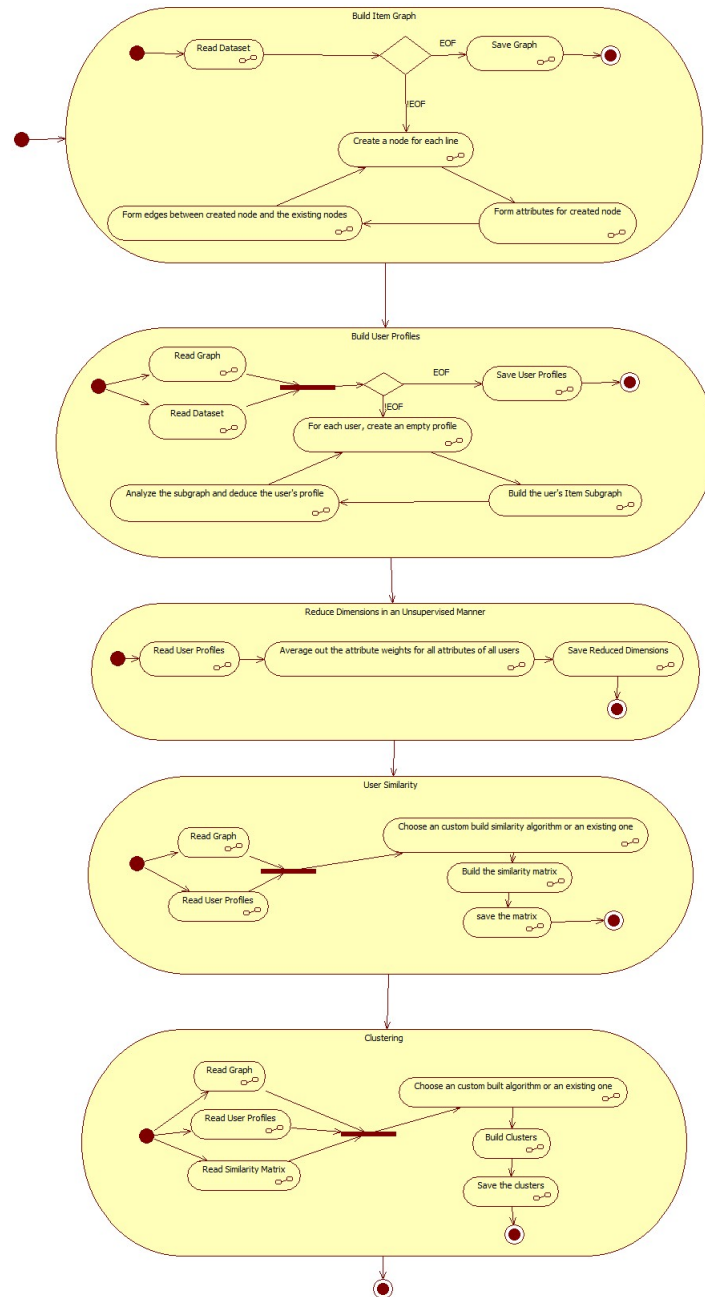 Build Item Graph
Read Dataset
EOF
Save Graph
!EOF
Create a node for each line
Form edges between created node and the existing nodes
Form attributes for created node
Build User Profiles
Read Graph
EOF
Save User Profiles
Read Dataset
!EOF
For each user, create an empty profile
Analyze the subgraph and deduce the user's profile
Build the uer's Item Subgraph
Reduce Dimensions in an Unsupervised Manner
Read User Profiles
Average out the attribute weights for all attributes of all users
Save Reduced Dimensions
User Similarity
Read Graph
Choose an custom build similarity algorithm or an existing one
Build the similarity matrix
Read User Profiles
save the matrix
Clustering
Read Graph
Choose an custom built algorithm or an existing one
Read User Profiles
Build Clusters
Read Similarity Matrix
Save the clusters